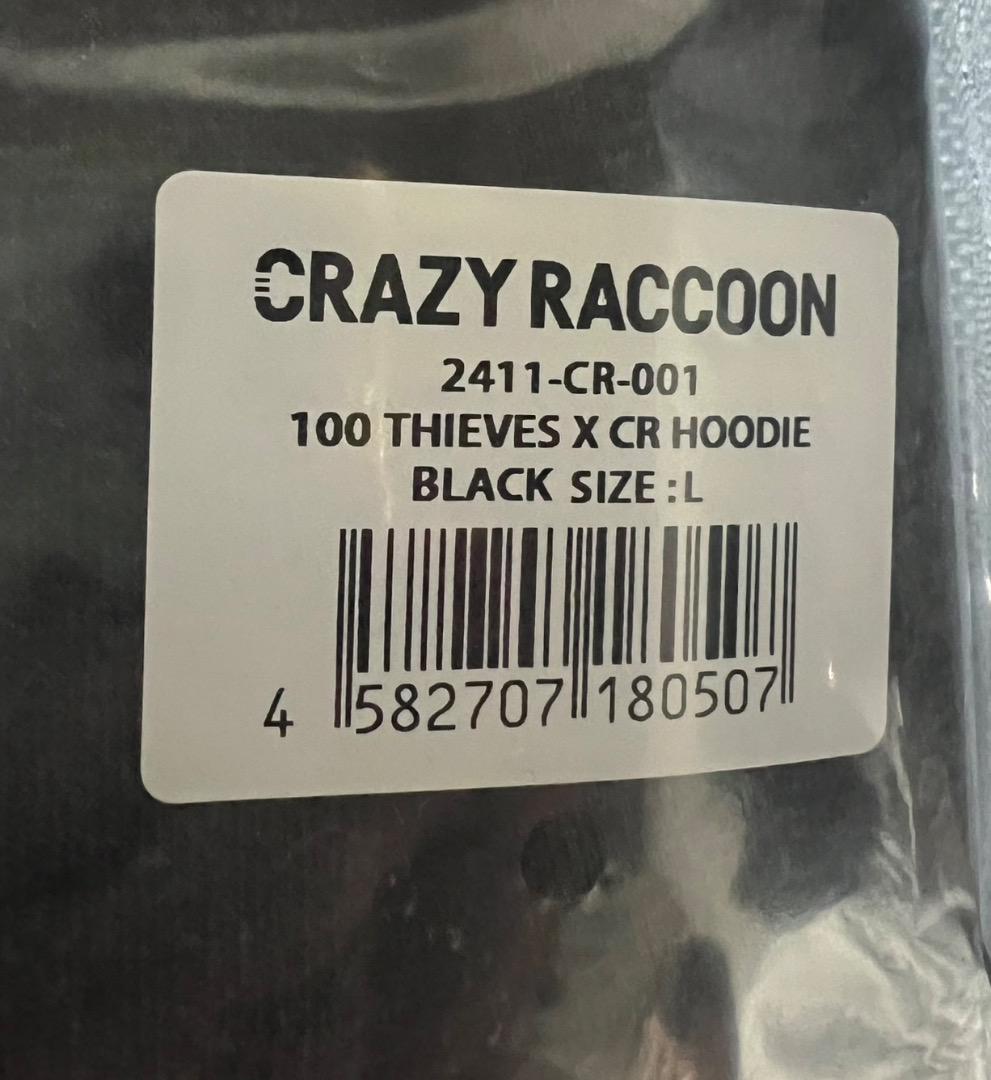 CRAZY RACCOON
2411-CR-001
100 THIEVES X CR HOODIE
BLACK SIZE : L
4 582707 180507